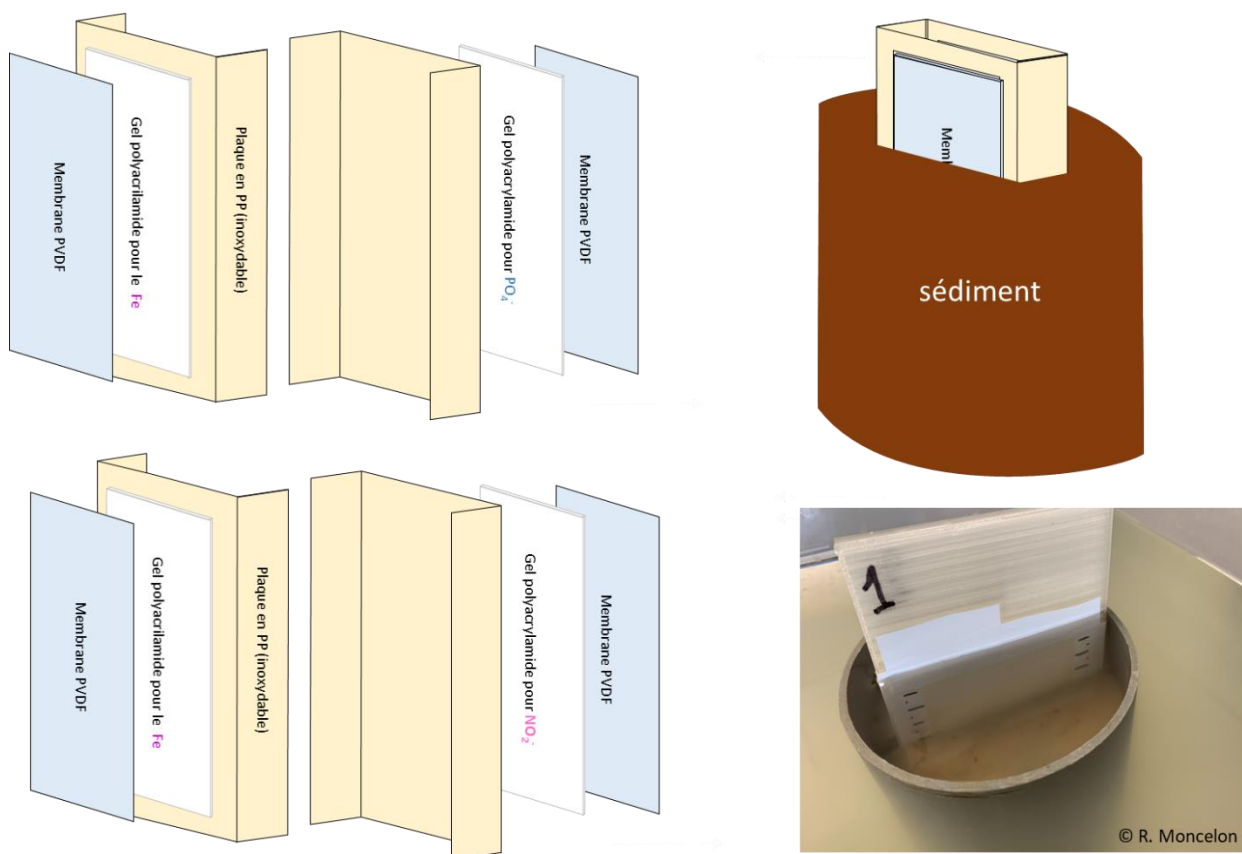 Membrane PVDF
Gel polyacrilamide pour le Fe
Plaque en PP (inoxydable)
Gel polyacrylamide pour PO₄⁻
Membrane PVDF
Memb
sédiment
Membrane PVDF
Gel polyacrilamide pour le Fe
Plaque en PP (inoxydable)
Gel polyacrylamide pour NO₂⁻
Membrane PVDF
1
© R. Moncelon